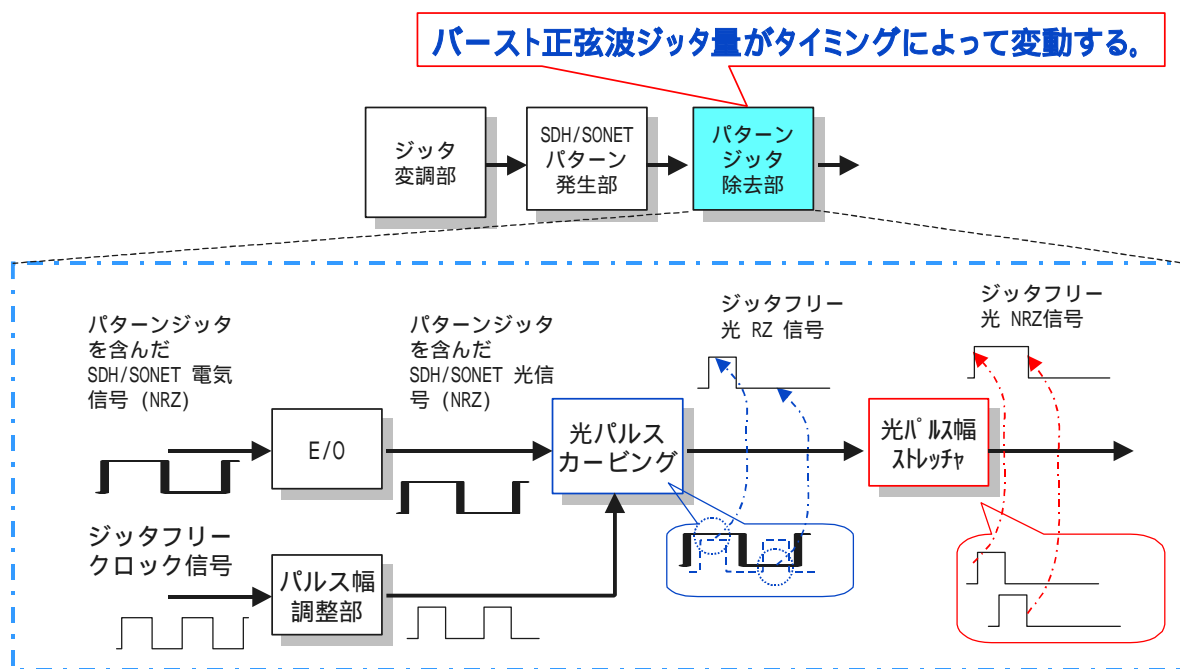 バースト正弦波ジッタ量がタイミングによって変動する。
ジッタ
変調部
SDH/SONET
パターン
発生部
パターン
ジッタ
除去部
パターンジッタ
を含んだ
SDH/SONET 電気
信号 (NRZ)
E/O
パターンジッタ
を含んだ
SDH/SONET 光信
号 (NRZ)
光パルス
カービング
ジッタフリー
光 RZ 信号
光パルス幅
ストレッチャ
ジッタフリー
光 NRZ信号
ジッタフリー
クロック信号
パルス幅
調整部